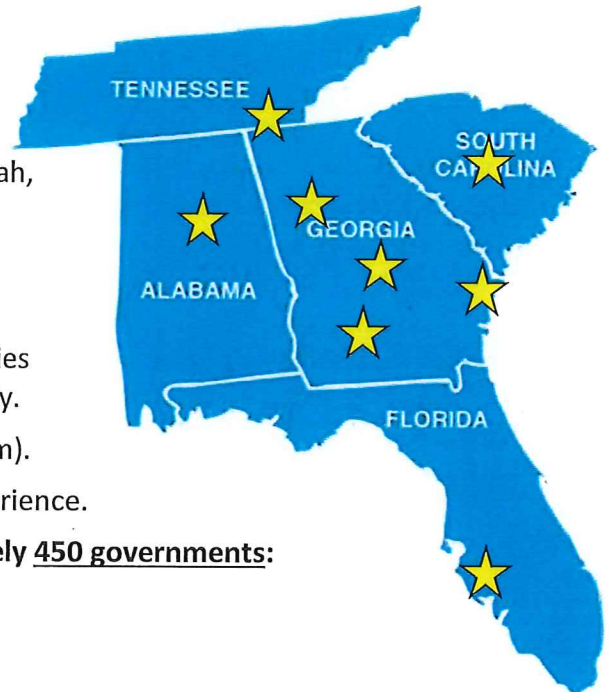 TENNESSEE
SOUTH
CAROLINA
ah,
GEORGIA
ALABAMA
ies
y.
FLORIDA
m).
rience.
ely 450 governments: